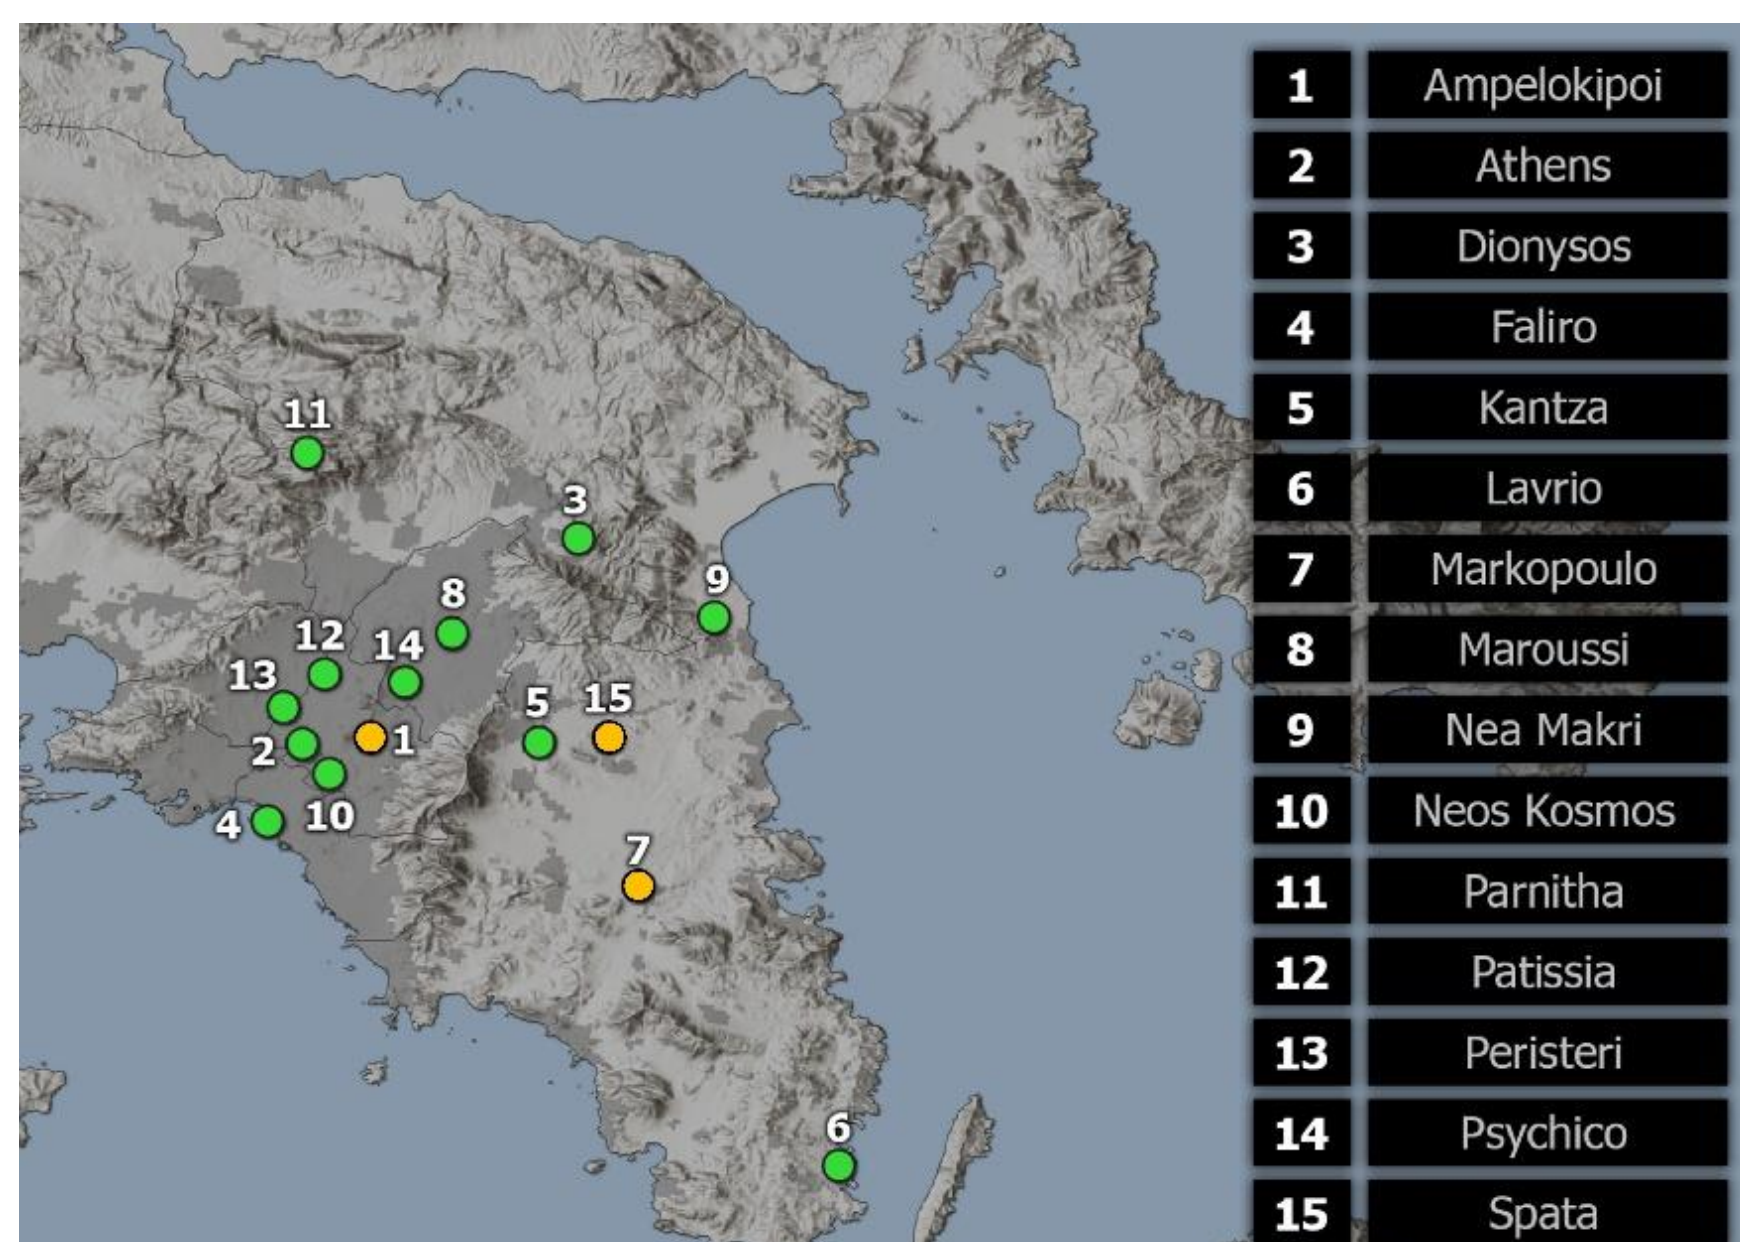 11
3
9
8
12
14
13
5
15
2
1
10
4
7
6
1 Ampelokipoi
2 Athens
3 Dionysos
4 Faliro
5 Kantza
6 Lavrio
7 Markopoulo
8 Maroussi
9 Nea Makri
10 Neos Kosmos
11 Parnitha
12 Patissia
13 Peristeri
14 Psychico
15 Spata